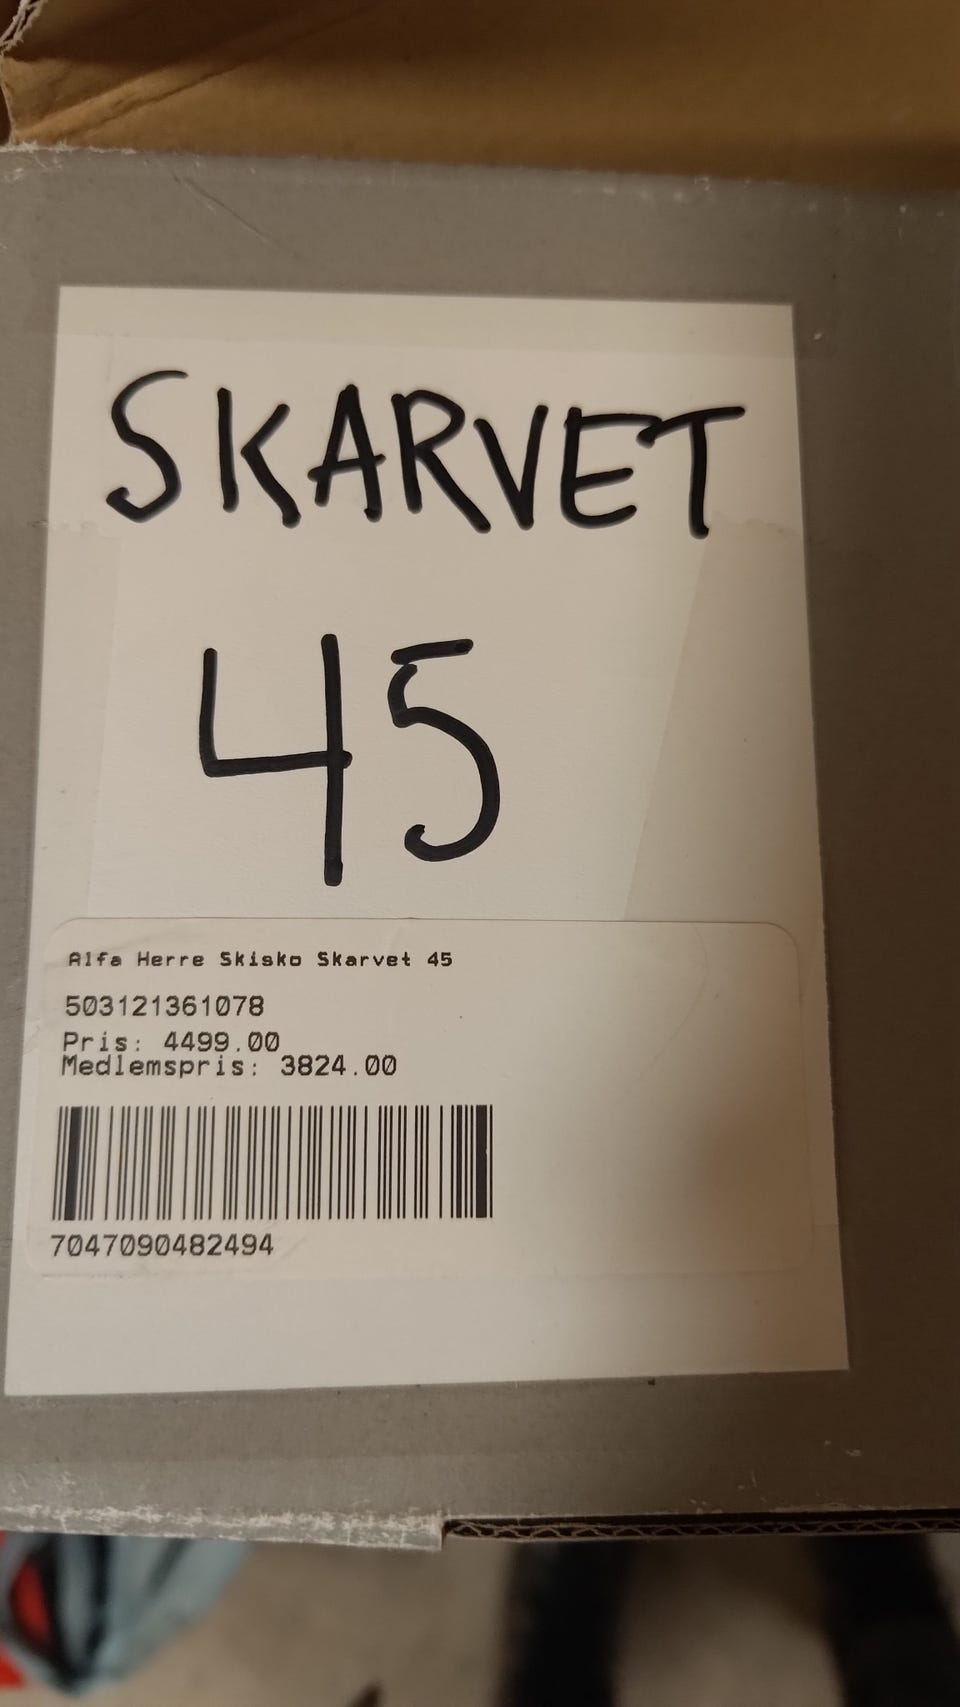 SKARVET
45
Alfa Herre Skisko Skarvet 45
503121361078
Pris: 4499.00
Medlemspris: 3824.00
7047090482494